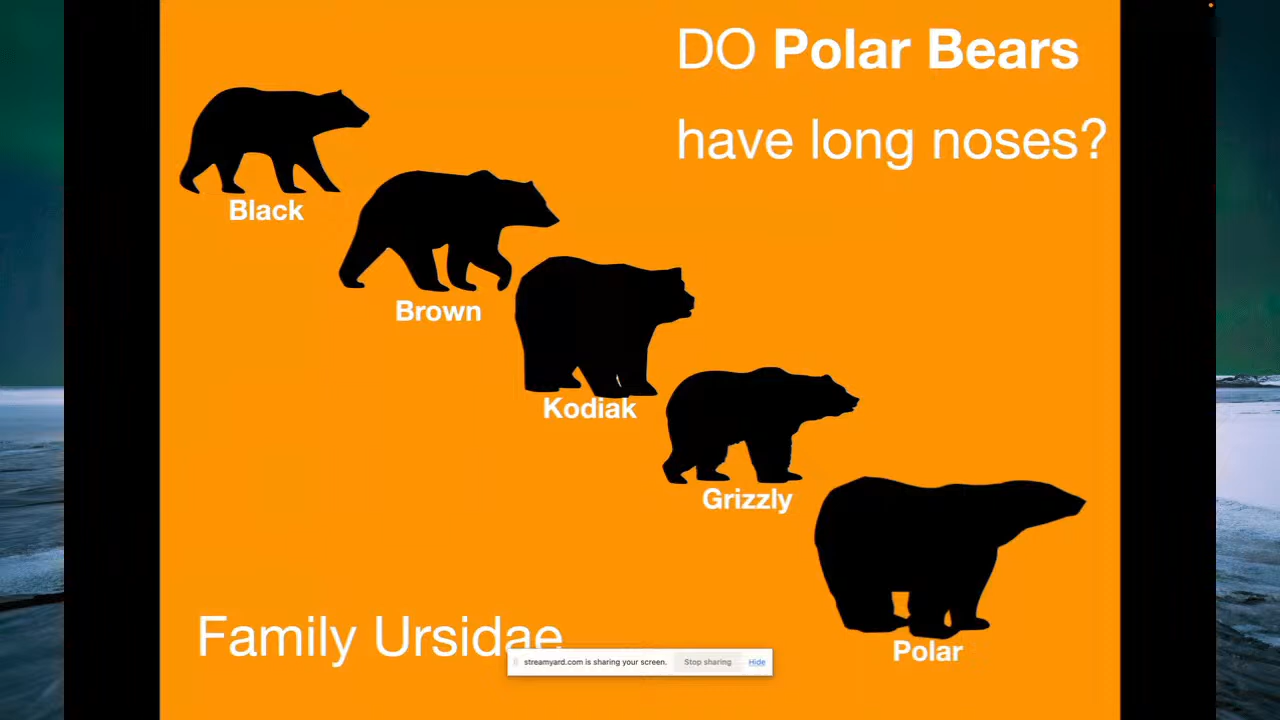 DO Polar Bears
have long noses?
Black
Brown
Kodiak
Grizzly
Polar
Family Ursidae
streamyard.com is sharing your screen. Stop sharing Hide